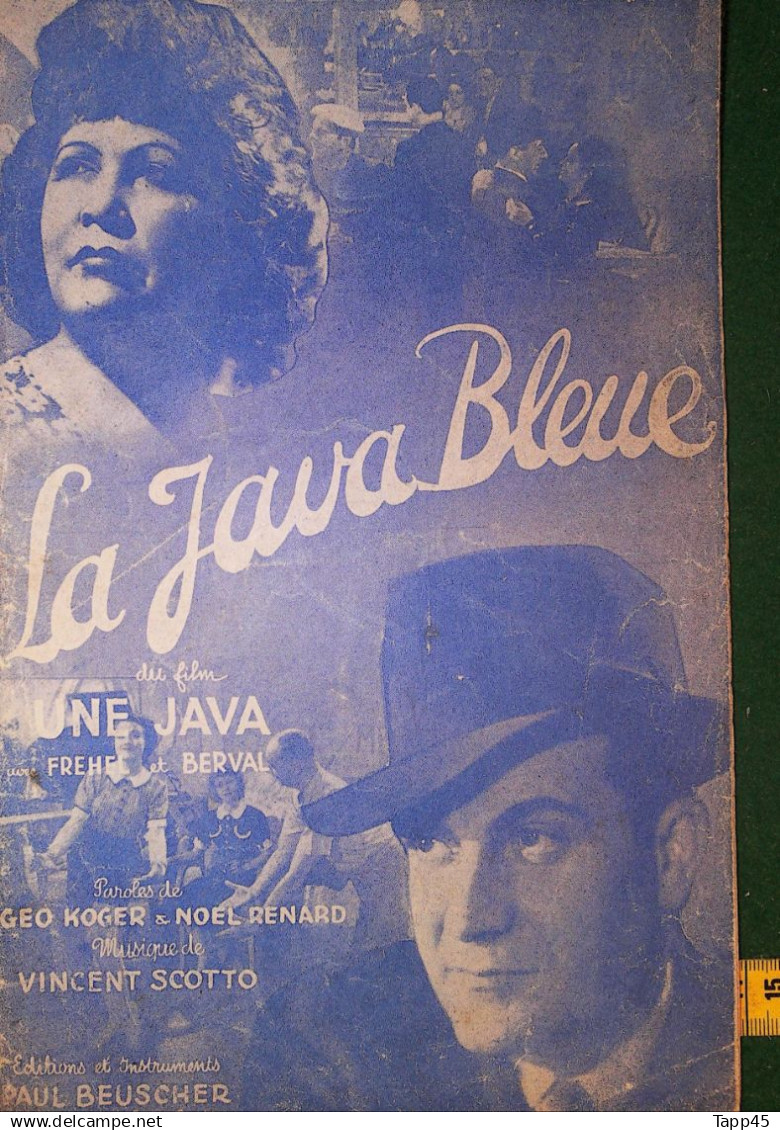 La Java Bleue
du film
UNE JAVA
avec FREHEL et BERVAL
Paroles de
GEO KOGER & NOEL RENARD
Musique de
VINCENT SCOTTO
Editions et Instruments
PAUL BEUSCHER
15
Tapp45